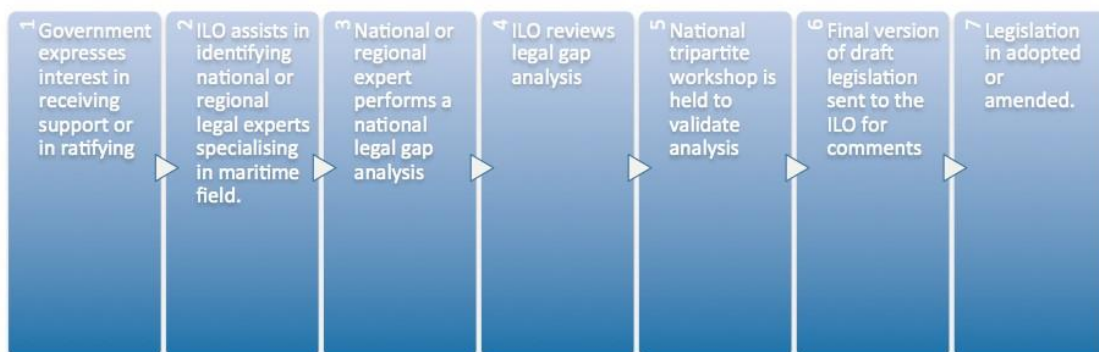 1
Government
expresses
interest in
receiving
support or
in ratifying
2
ILO assists in
identifying
national or
regional
legal experts
specialising
in maritime
field.
3
National or
regional
expert
performs a
national
legal gap
analysis
4
ILO reviews
legal gap
analysis
5
National
tripartite
workshop is
held to
validate
analysis
6
Final version
of draft
legislation
sent to the
ILO for
comments
7
Legislation
in adopted
or
amended.